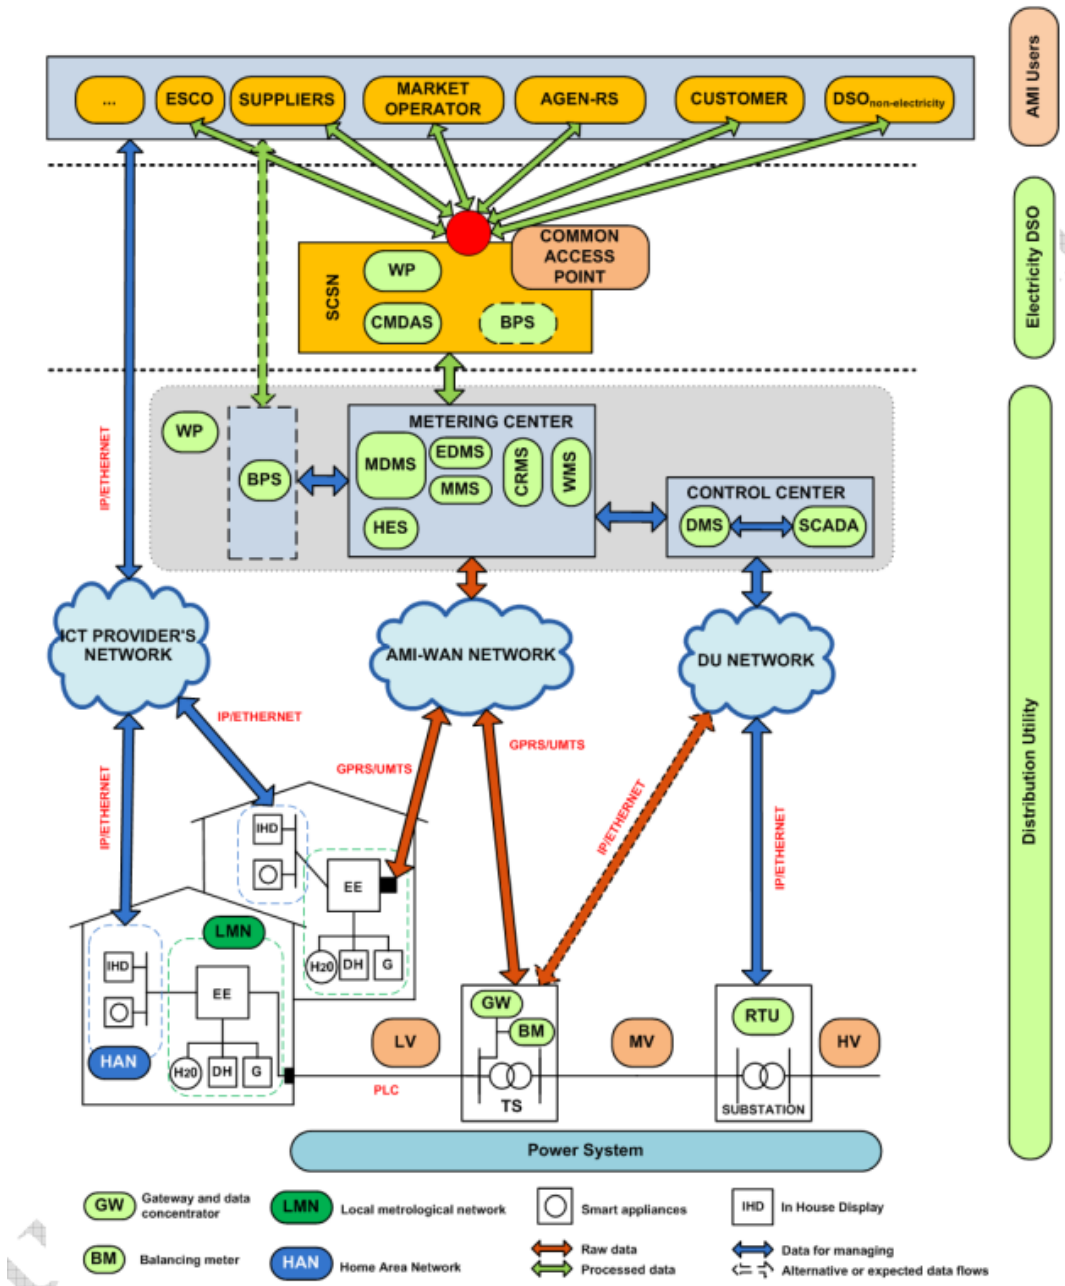 AMI Users
...
ESCO
SUPPLIERS
MARKET
OPERATOR
AGEN-RS
CUSTOMER
DSOnon-electricity
Electricity DSO
COMMON
ACCESS
POINT
SCSN
WP
CMDAS
BPS
IP/ETHERNET
WP
BPS
METERING CENTER
MDMS
EDMS
MMS
CRMS
WMS
HES
CONTROL CENTER
DMS
SCADA
Distribution Utility
ICT PROVIDER'S
NETWORK
AMI-WAN NETWORK
DU NETWORK
IP/ETHERNET
GPRS/UMTS
GPRS/UMTS
IP/ETHERNET
IP/ETHERNET
IP/ETHERNET
IHD
EE
H20
DH
G
LMN
IHD
EE
HAN
H20
DH
G
LV
GW
BM
TS
MV
RTU
SUBSTATION
HV
PLC
Power System
GW
Gateway and data
concentrator
LMN
Local metrological network
Smart appliances
IHD
In House Display
BM
Balancing meter
HAN
Home Area Network
Raw data
Processed data
Data for managing
Alternative or expected data flows